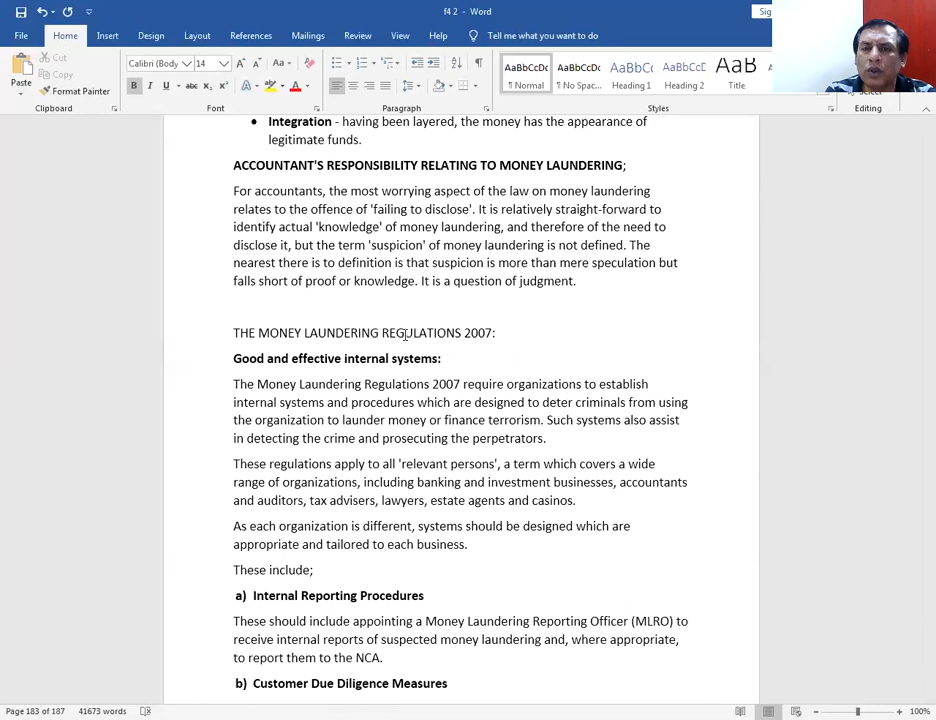 f4 2 - Word
Sig
File Home Insert Design Layout References Mailings Review View Help Tell me what you want to do
Paste
Cut
Copy
Format Painter
Calibri (Body 14
Aa
B I U abc x₂ x²
AaBbCcDc AaBbCcDc AaBbCc AaBbCcD AaB
¶ Normal ¶ No Spac... Heading 1 Heading 2 Title
Clipboard Font Paragraph Styles Editing
• Integration - having been layered, the money has the appearance of
legitimate funds.
ACCOUNTANT'S RESPONSIBILITY RELATING TO MONEY LAUNDERING;
For accountants, the most worrying aspect of the law on money laundering
relates to the offence of 'failing to disclose'. It is relatively straight-forward to
identify actual 'knowledge' of money laundering, and therefore of the need to
disclose it, but the term 'suspicion' of money laundering is not defined. The
nearest there is to definition is that suspicion is more than mere speculation but
falls short of proof or knowledge. It is a question of judgment.
THE MONEY LAUNDERING REGULATIONS 2007:
Good and effective internal systems:
The Money Laundering Regulations 2007 require organizations to establish
internal systems and procedures which are designed to deter criminals from using
the organization to launder money or finance terrorism. Such systems also assist
in detecting the crime and prosecuting the perpetrators.
These regulations apply to all 'relevant persons', a term which covers a wide
range of organizations, including banking and investment businesses, accountants
and auditors, tax advisers, lawyers, estate agents and casinos.
As each organization is different, systems should be designed which are
appropriate and tailored to each business.
These include;
a) Internal Reporting Procedures
These should include appointing a Money Laundering Reporting Officer (MLRO) to
receive internal reports of suspected money laundering and, where appropriate,
to report them to the NCA.
b) Customer Due Diligence Measures
Page 183 of 187 41673 words 100%